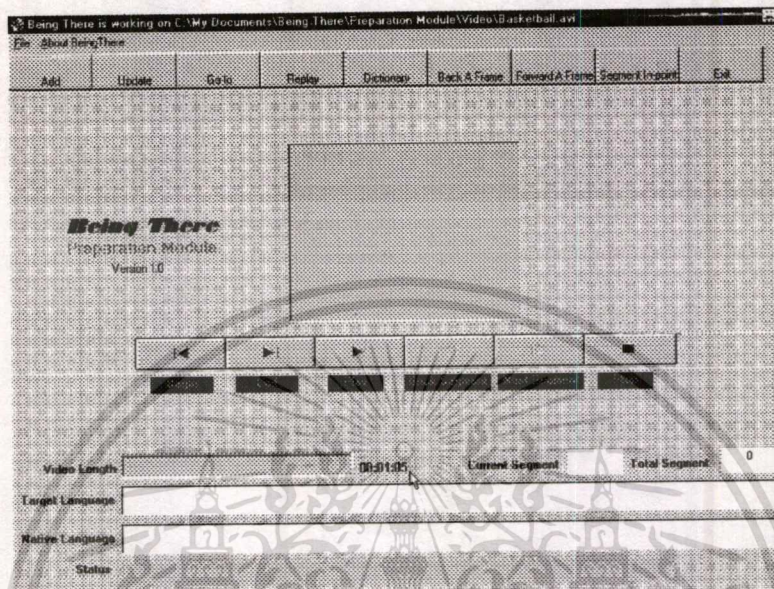 Being There is working on C:\My Documents\Being There\Preparation Module\Video\Basketball.avi
File About BeingThere
Add Update Go to Replay Dictionary Back A Frame Forward A Frame Segment In-point Exit
Being There
Preparation Module
Version 1.0
Video Length 00:01:05 Current Segment Total Segment 0
Target Language
Native Language
Status